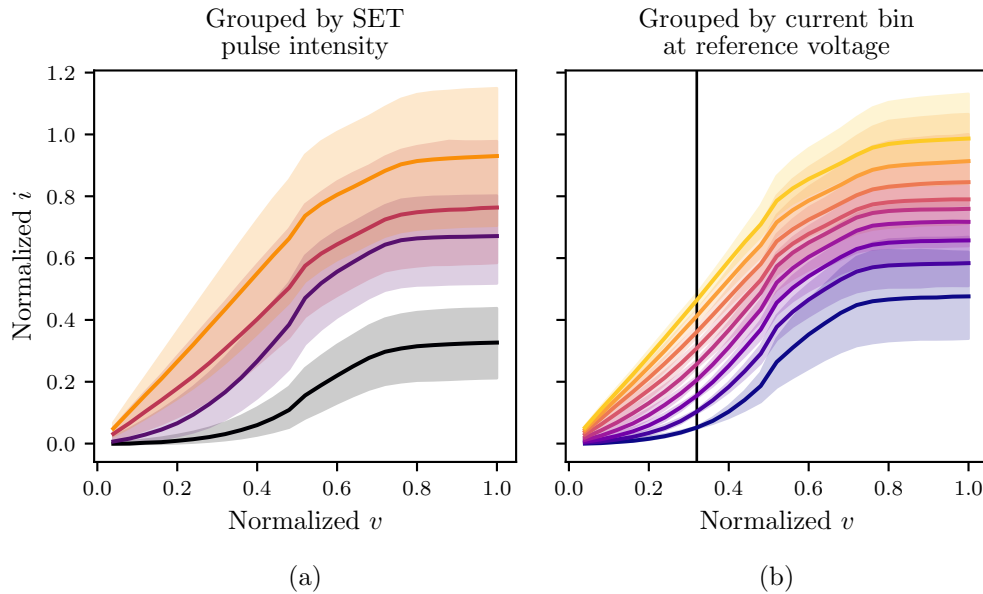 Grouped by SET
pulse intensity
Grouped by current bin
at reference voltage
1.2
1.0
0.8
0.6
0.4
0.2
0.0
Normalized i
0.0 0.2 0.4 0.6 0.8 1.0
0.0 0.2 0.4 0.6 0.8 1.0
Normalized v
Normalized v
(a)
(b)